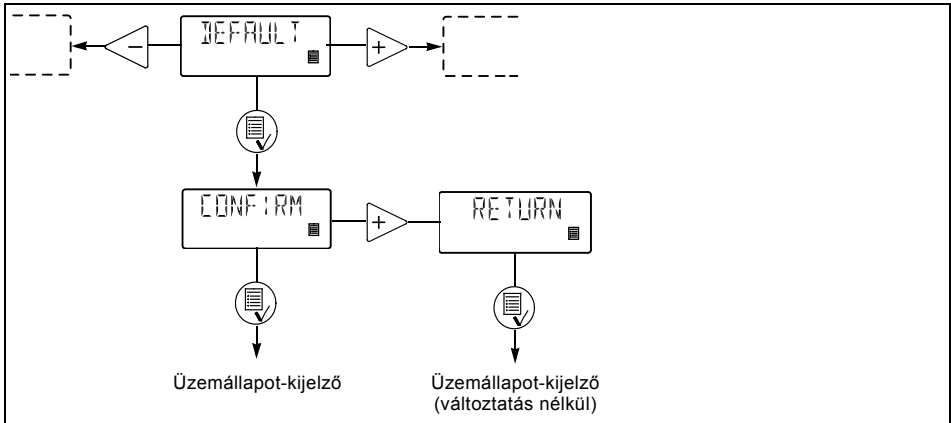 DEFAULT
CONFIRM
RETURN
Üzemállapot-kijelző
Üzemállapot-kijelző
(változtatás nélkül)